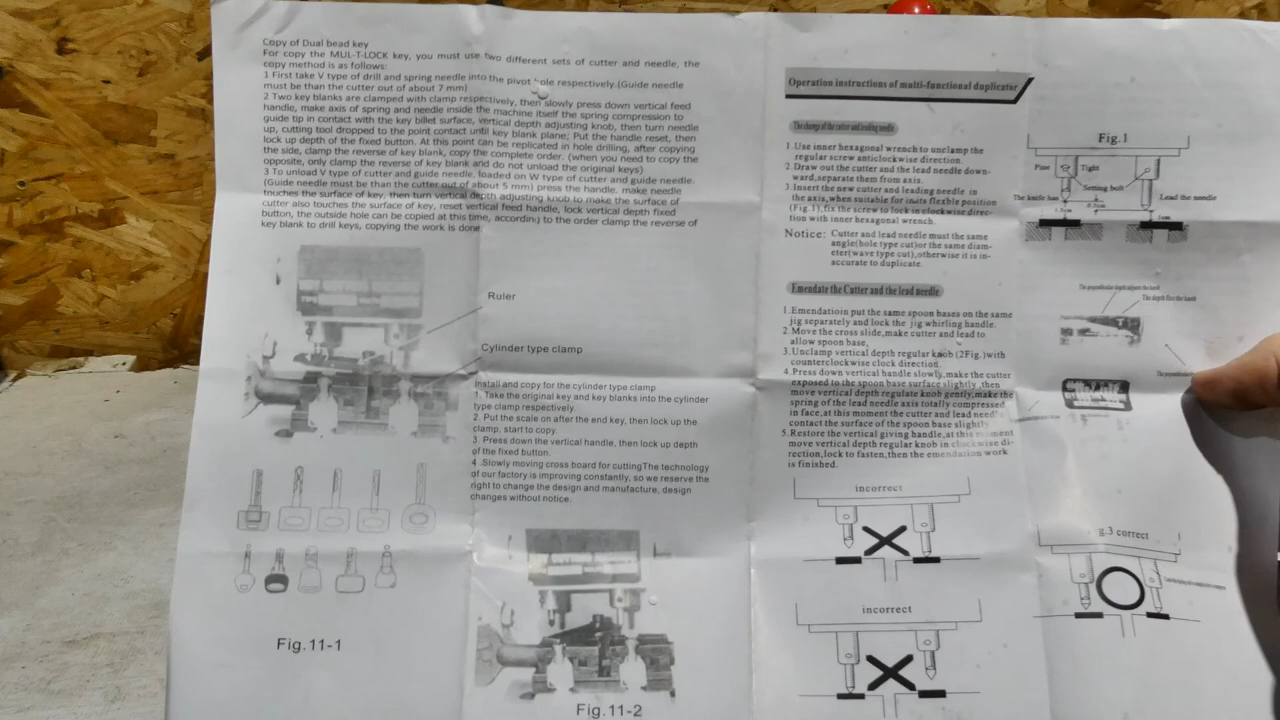 Copy of Dual bead key
For copy the MUL-T-LOCK key, you must use two different sets of cutter and needle, the
copy method is as follows:
1 First take V type of drill and spring needle into the pivot hole respectively.(Guide needle
must be than the cutter out of about 7 mm)
2 Two key blanks are clamped with clamp respectively, then slowly press down vertical feed
handle, make axis of spring and needle inside the machine itself the spring compression to
guide tip in contact with the key billet surface, vertical depth adjusting knob, then turn needle
up, cutting tool dropped to the point contact until key blank plane; Put the handle reset, then
lock up depth of the fixed button. At this point can be replicated in hole drilling, after copying
the side, clamp the reverse of key blank, copy the complete order. (when you need to copy the
opposite, only clamp the reverse of key blank and do not unload the original keys)
3 To unload V type of cutter and guide needle, loaded on W type of cutter and guide needle.
(Guide needle must be than the cutter out of about 5 mm) press the handle. make needle
touches the surface of key, then turn vertical depth adjusting knob to make the surface of
cutter also touches the surface of key, reset vertical feed handle, lock vertical depth fixed
button, the outside hole can be copied at this time, according to the order clamp the reverse of
key blank to drill keys, copying the work is done
Ruler
Cylinder type clamp
Install and copy for the cylinder type clamp
1. Take the original key and key blanks into the cylinder
type clamp respectively.
2. Put the scale on after the end key, then lock up the
clamp, start to copy.
3. Press down the vertical handle, then lock up depth
of the fixed button.
4 .Slowly moving cross board for cuttingThe technology
of our factory is improving constantly, so we reserve the
right to change the design and manufacture, design
changes without notice.
Fig.11-1
Fig.11-2
Operation instructions of multi-functional duplicator
The change of the cutter and leading needle
1.Use inner hexagonal wrench to unclamp the
regular screw anticlockwise direction.
2.Draw out the cutter and the lead needle down-
ward,separate them from axis.
3.Insert the new cutter and leading needle in
the axis,when suitable for inits flexible position
(Fig.1),fix the screw to lock in clockwise direc-
tion with inner hexagonal wrench.
Notice: Cutter and lead needle must the same
angle(hole type cut)or the same diam-
eter(wave type cut),otherwise it is in-
accurate to duplicate.
Emendate the Cutter and the lead needle
1.Emendatioin put the same spoon bases on the same
jig separately and lock the jig whirling handle.
2.Move the cross slide,make cutter and lead to
allow spoon base,
3.Unclamp vertical depth regular knob (2Fig.)with
counterclockwise clock direction.
4.Press down vertical handle slowly,make the cutter
exposed to the spoon base surface slightly ,then
move vertical depth regulate knob gently,make the
spring of the lead needle axis totally compressed
in face,at this moment the cutter and lead need
contact the surface of the spoon base slightly
5.Restore the vertical giving handle,at this moment
move vertical depth regular knob in clockwise di-
rection,lock to fasten,then the emendation work
is finished.
incorrect
incorrect
Fig.1
Pine
Tight
Setting bolt
The knife has
Lead the needle
The perpendicular depth adjusts the knob
The depth fixes the knob
g.3 correct